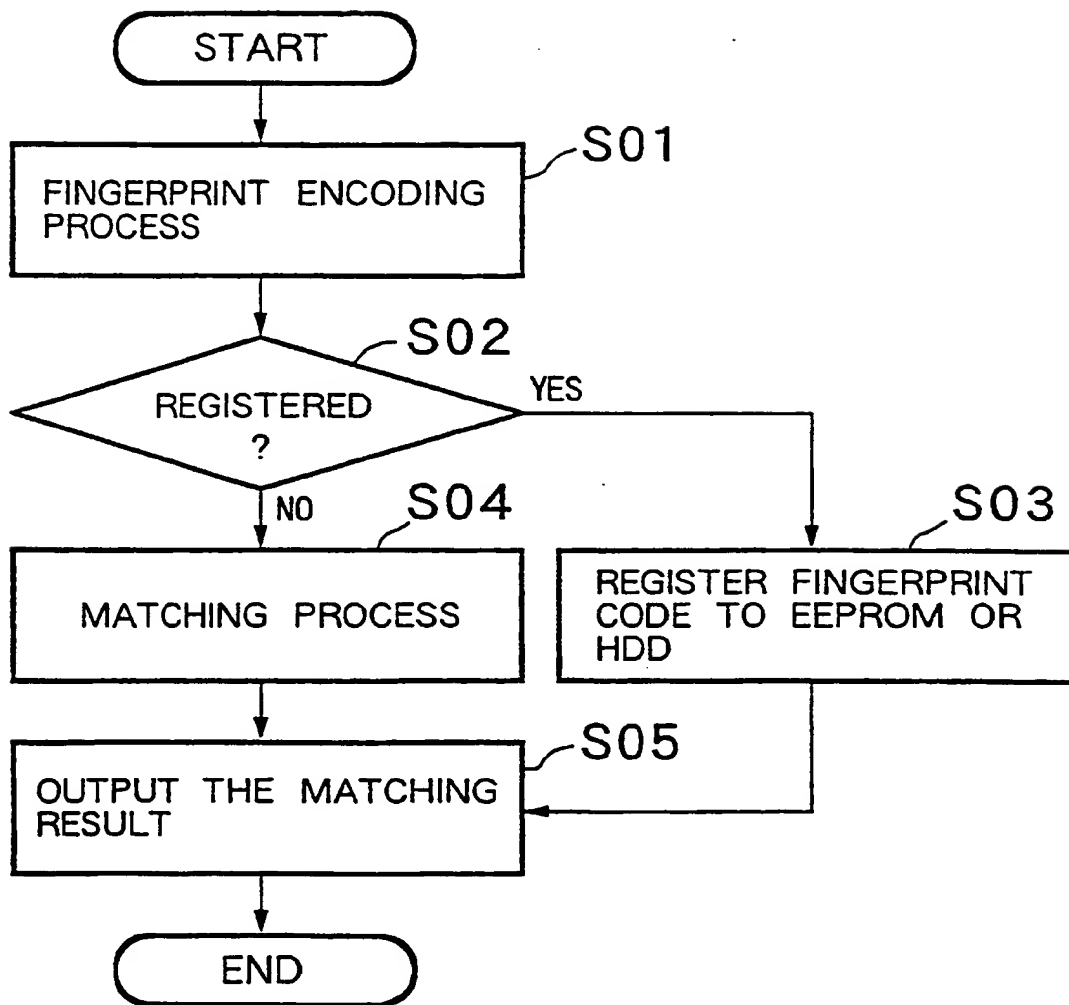 START
S01
FINGERPRINT ENCODING
PROCESS
S02
REGISTERED
?
YES
NO
S04
MATCHING PROCESS
S03
REGISTER FINGERPRINT
CODE TO EEPROM OR
HDD
S05
OUTPUT THE MATCHING
RESULT
END